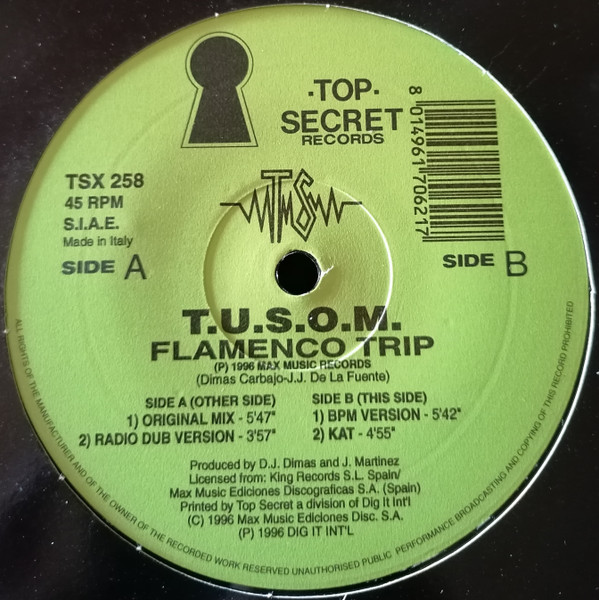 ·TOP·
SECRET
RECORDS
8 014961 706217
TSX 258
45 RPM
S.I.A.E.
Made in Italy
SIDE A
TMS
SIDE B
T.U.S.O.M.
FLAMENCO TRIP
(P) 1996 MAX MUSIC RECORDS
(Dimas Carbajo-J.J. De La Fuente)
SIDE A (OTHER SIDE)
1) ORIGINAL MIX - 5'47"
2) RADIO DUB VERSION - 3'57"
SIDE B (THIS SIDE)
1) BPM VERSION - 5'42"
2) KAT - 4'55"
Produced by D.J. Dimas and J. Martinez
Licensed from: King Records S.L. Spain/
Max Music Ediciones Discograficas S.A. (Spain)
Printed by Top Secret a division of Dig It Int'l
(C) 1996 Max Music Ediciones Disc. S.A.
(P) 1996 DIG IT INT'L
ALL RIGHTS OF THE MANUFACTURER AND OF THE OWNER OF THE RECORDED WORK RESERVED UNAUTHORISED PUBLIC PERFORMANCE BROADCASTING AND COPYING OF THIS RECORD PROHIBITED